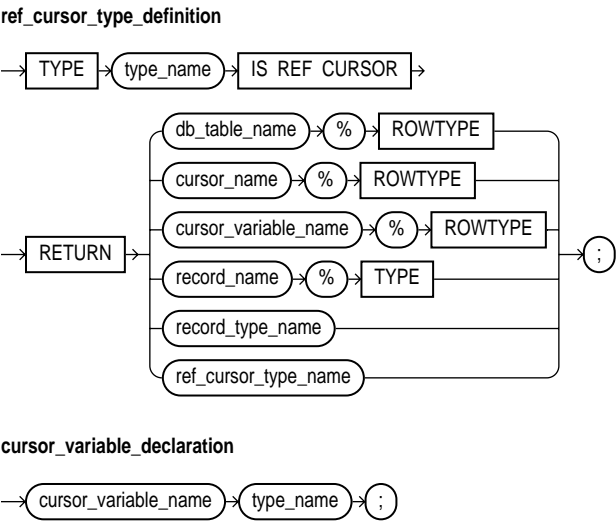 ref_cursor_type_definition
TYPE type_name IS REF CURSOR
db_table_name % ROWTYPE
cursor_name % ROWTYPE
cursor_variable_name % ROWTYPE
RETURN ;
record_name % TYPE
record_type_name
ref_cursor_type_name
cursor_variable_declaration
cursor_variable_name type_name ;